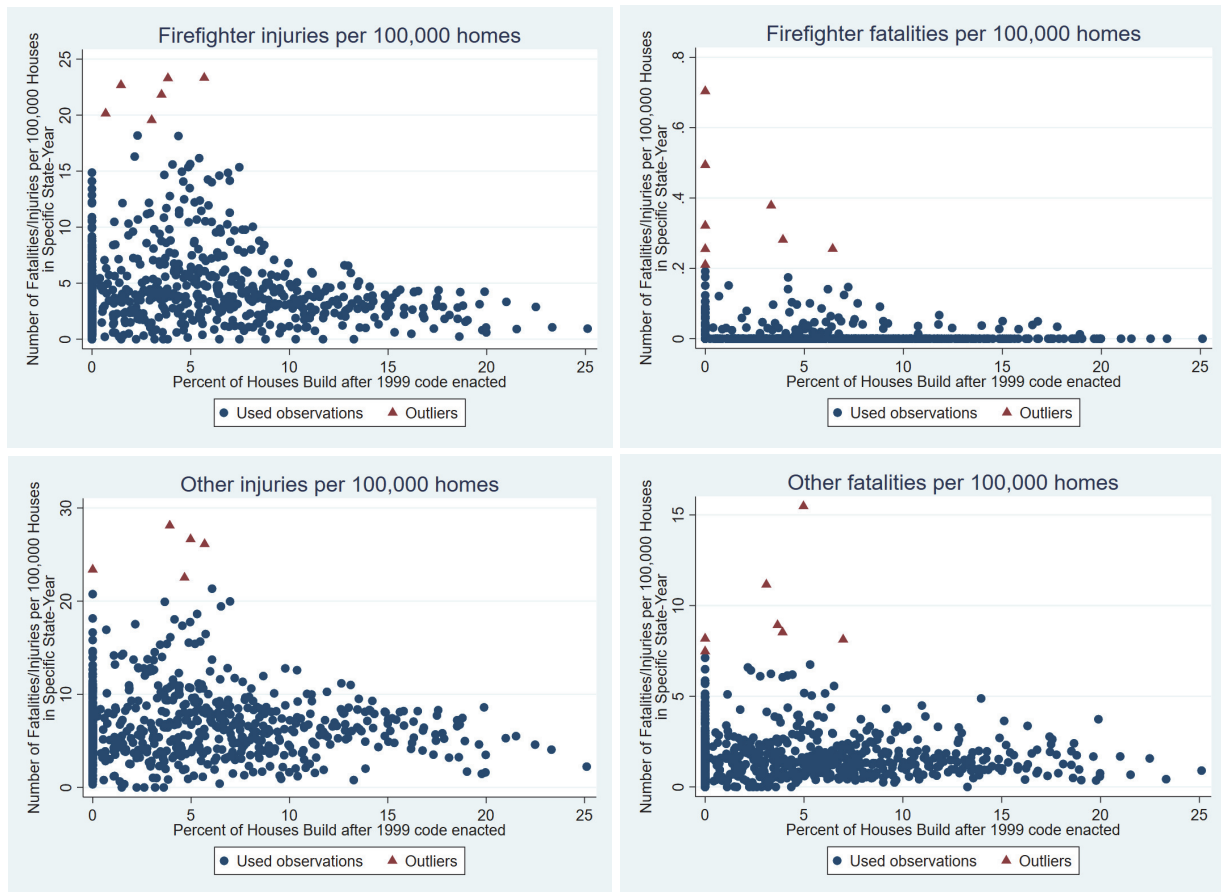 Firefighter injuries per 100,000 homes
Number of Fatalities/Injuries per 100,000 Houses
in Specific State-Year
25
20
15
10
5
0
0 5 10 15 20 25
Percent of Houses Build after 1999 code enacted
Used observations Outliers
Firefighter fatalities per 100,000 homes
Number of Fatalities/Injuries per 100,000 Houses
in Specific State-Year
.8
.6
.4
.2
0
0 5 10 15 20 25
Percent of Houses Build after 1999 code enacted
Used observations Outliers
Other injuries per 100,000 homes
Number of Fatalities/Injuries per 100,000 Houses
in Specific State-Year
30
20
10
0
0 5 10 15 20 25
Percent of Houses Build after 1999 code enacted
Used observations Outliers
Other fatalities per 100,000 homes
Number of Fatalities/Injuries per 100,000 Houses
in Specific State-Year
15
10
5
0
0 5 10 15 20 25
Percent of Houses Build after 1999 code enacted
Used observations Outliers